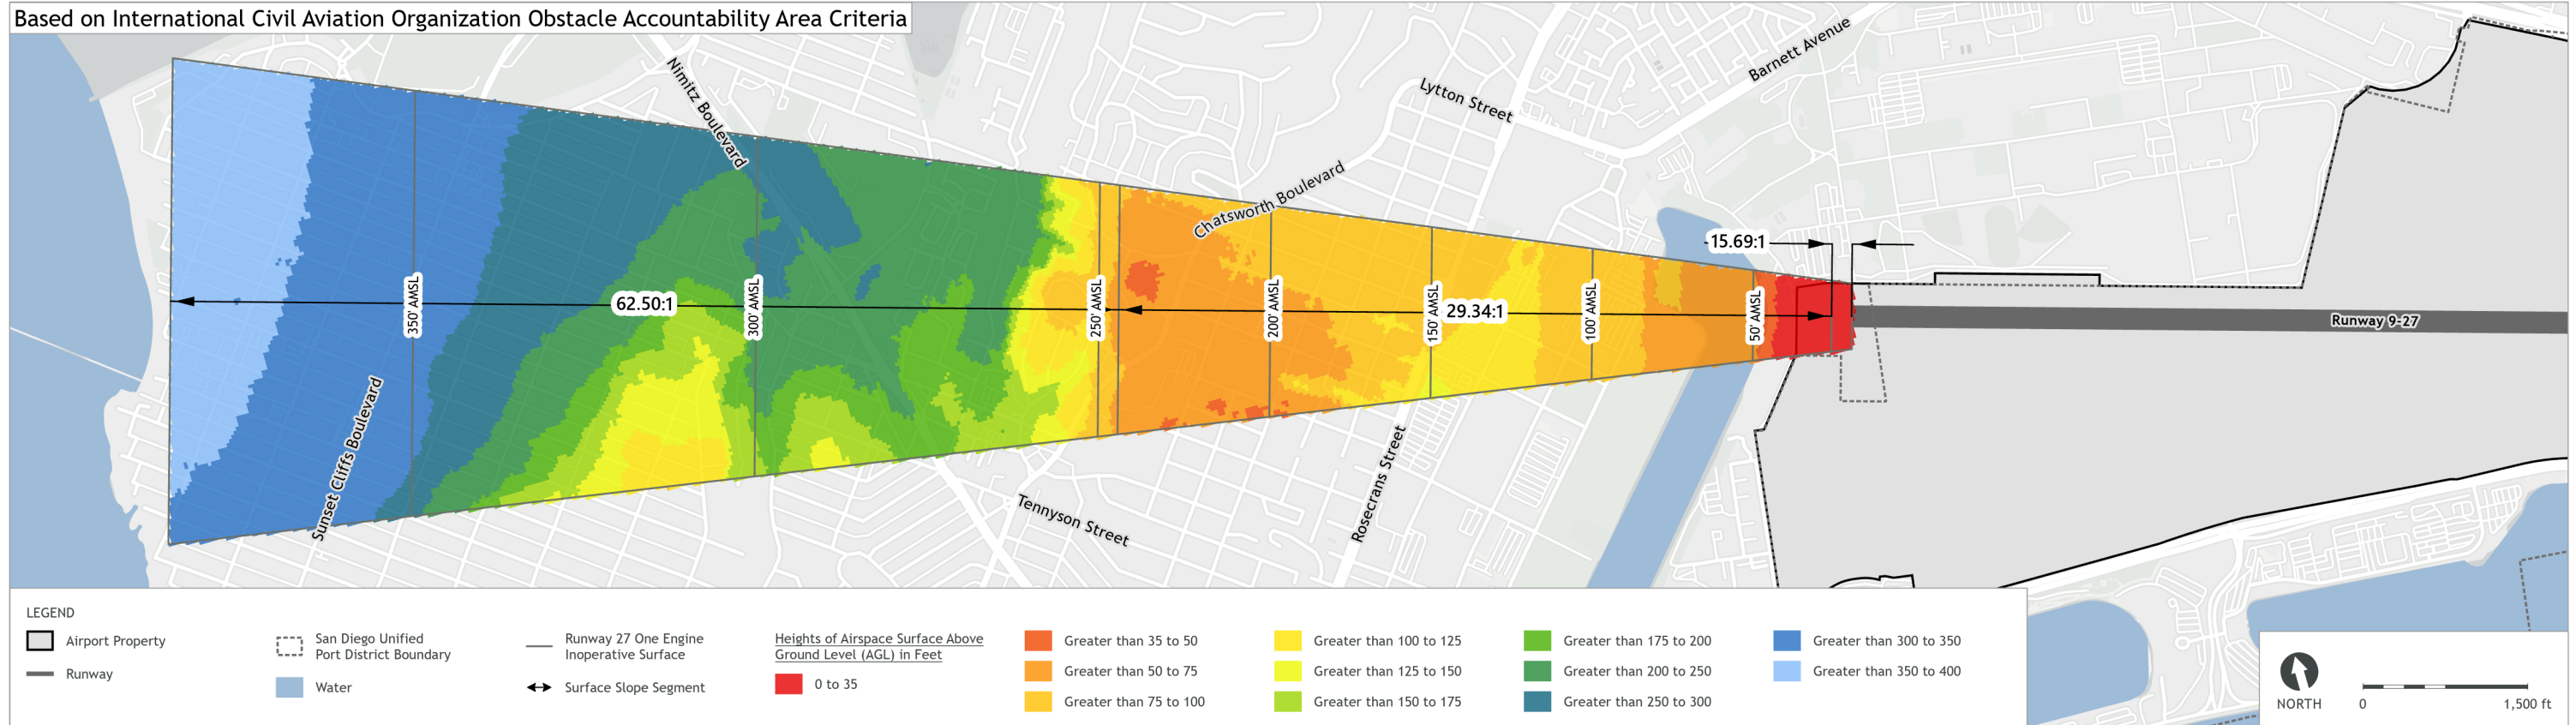 Based on International Civil Aviation Organization Obstacle Accountability Area Criteria
Nimitz Boulevard
Lytton Street
Barnett Avenue
Chatsworth Boulevard
15.69:1
350' AMSL
62.50:1
300' AMSL
250' AMSL
200' AMSL
150' AMSL
29.34:1
100' AMSL
50' AMSL
Runway 9-27
Sunset Cliffs Boulevard
Tennyson Street
Rosecrans Street
LEGEND
Airport Property
Runway
San Diego Unified
Port District Boundary
Water
Runway 27 One Engine
Inoperative Surface
Surface Slope Segment
Heights of Airspace Surface Above
Ground Level (AGL) in Feet
0 to 35
Greater than 35 to 50
Greater than 50 to 75
Greater than 75 to 100
Greater than 100 to 125
Greater than 125 to 150
Greater than 150 to 175
Greater than 175 to 200
Greater than 200 to 250
Greater than 250 to 300
Greater than 300 to 350
Greater than 350 to 400
NORTH
0
1,500 ft